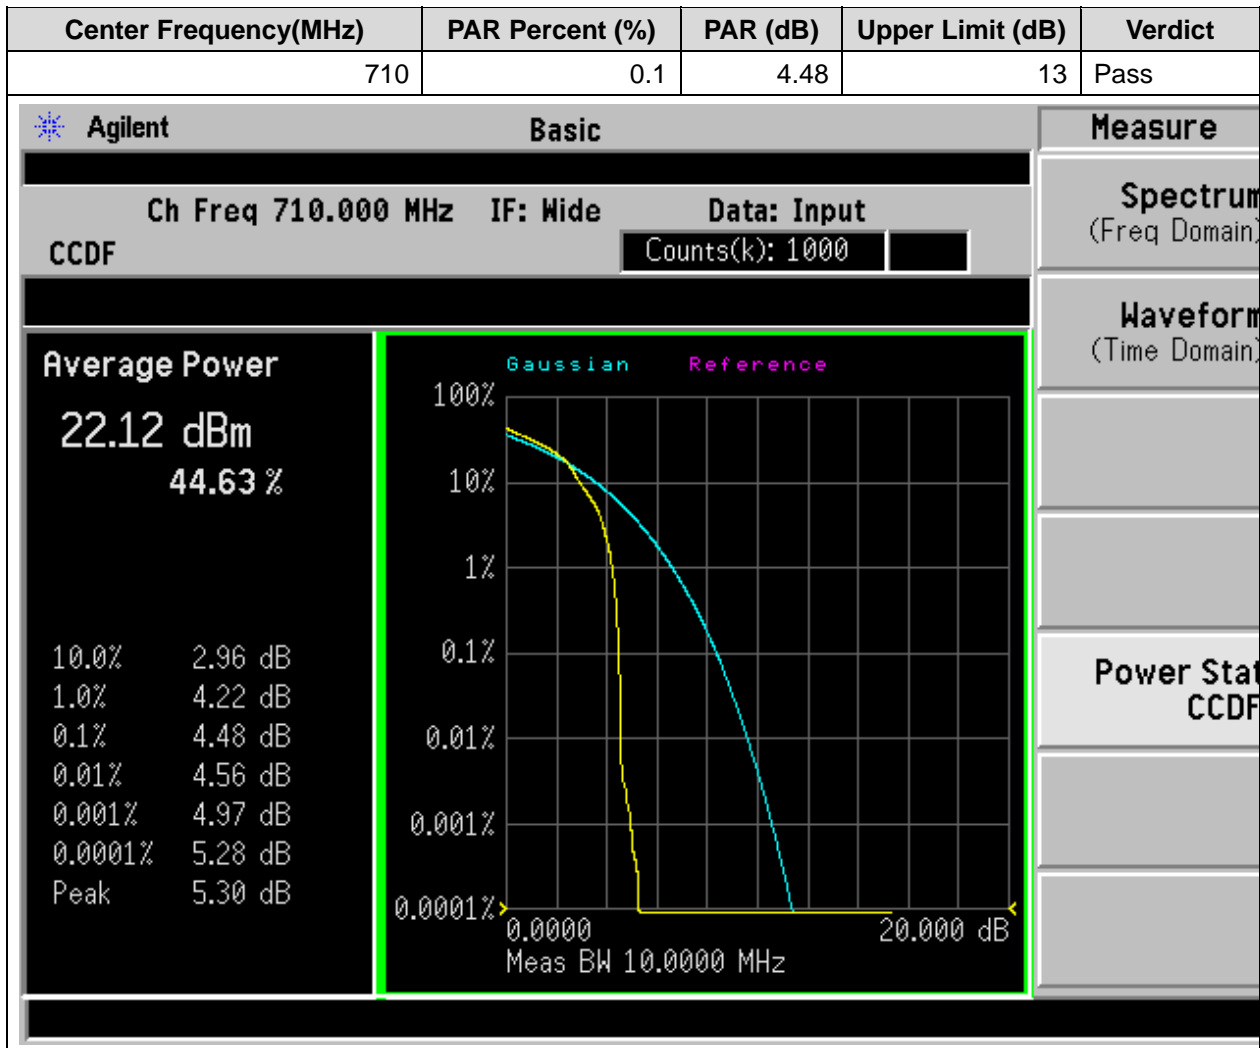 Center Frequency(MHz) PAR Percent (%) PAR (dB) Upper Limit (dB) Verdict
710 0.1 4.48 13 Pass
Agilent Basic Measure
Ch Freq 710.000 MHz IF: Wide Data: Input
CCDF Counts(k): 1000
Average Power
22.12 dBm
44.63 %
10.0% 2.96 dB
1.0% 4.22 dB
0.1% 4.48 dB
0.01% 4.56 dB
0.001% 4.97 dB
0.0001% 5.28 dB
Peak 5.30 dB
Gaussian Reference
100%
10%
1%
0.1%
0.01%
0.001%
0.0001%
0.0000 20.000 dB
Meas BW 10.0000 MHz
Spectrum
(Freq Domain)
Waveform
(Time Domain)
Power Stat
CCDF